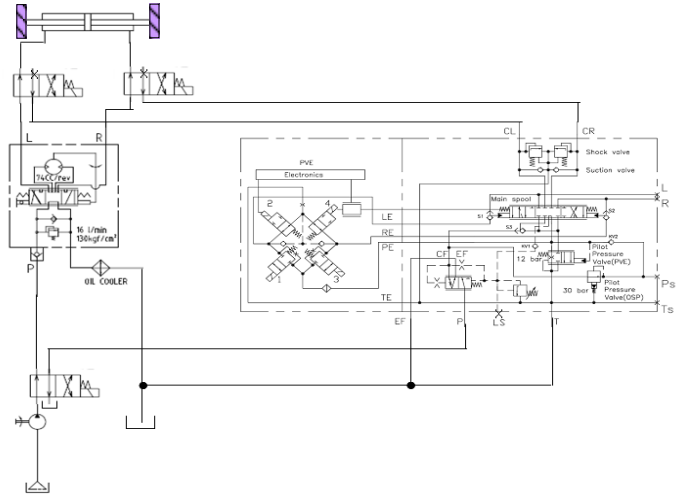 L
R
74CC/rev
16 l/min
130kgf/cm²
P
OIL COOLER
CL
CR
Shock valve
Suction valve
PVE
Electronics
2
4
1
3
LE
RE
PE
TE
Main spool
S1
S2
S3
KV1
KV2
L
R
CF
EF
12 bar
Pilot
Pressure
Valve(PVE)
30 bar
Pilot
Pressure
Valve(OSP)
Ps
Ts
EF
P
LS
T